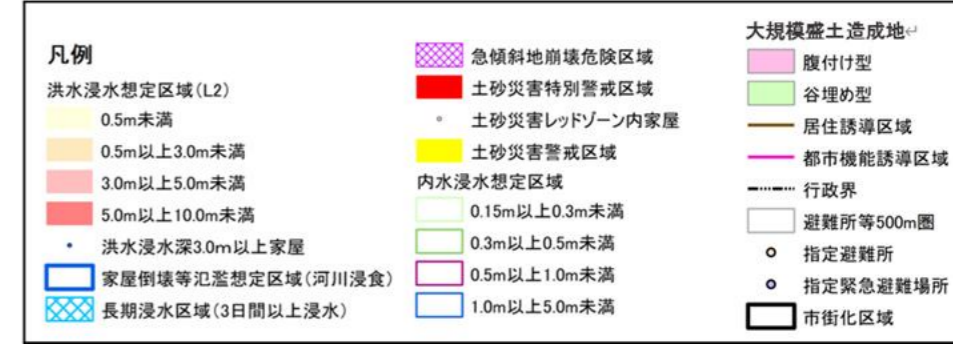 凡例
洪水浸水想定区域(L2)
0.5m未満
0.5m以上3.0m未満
3.0m以上5.0m未満
5.0m以上10.0m未満
洪水浸水深3.0m以上家屋
家屋倒壊等氾濫想定区域(河川浸食)
長期浸水区域(3日間以上浸水)
急傾斜地崩壊危険区域
土砂災害特別警戒区域
土砂災害レッドゾーン内家屋
土砂災害警戒区域
内水浸水想定区域
0.15m以上0.3m未満
0.3m以上0.5m未満
0.5m以上1.0m未満
1.0m以上5.0m未満
大規模盛土造成地↵
腹付け型
谷埋め型
居住誘導区域
都市機能誘導区域
行政界
避難所等500m圏
指定避難所
指定緊急避難場所
市街化区域